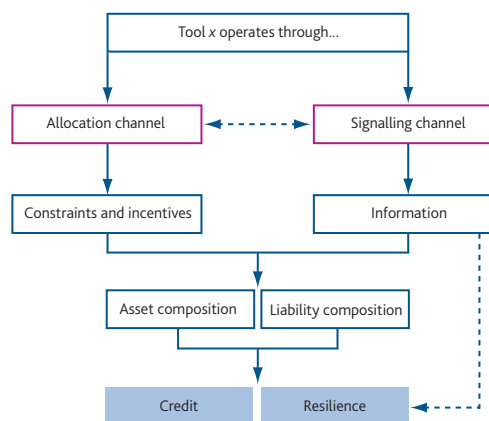 Tool x operates through...
Allocation channel
Signalling channel
Constraints and incentives
Information
Asset composition
Liability composition
Credit
Resilience